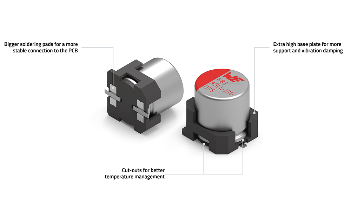 Bigger soldering pads for a more
stable connection to the PCB
Extra high base plate for more
support and vibration damping
Cut-outs for better
temperature management